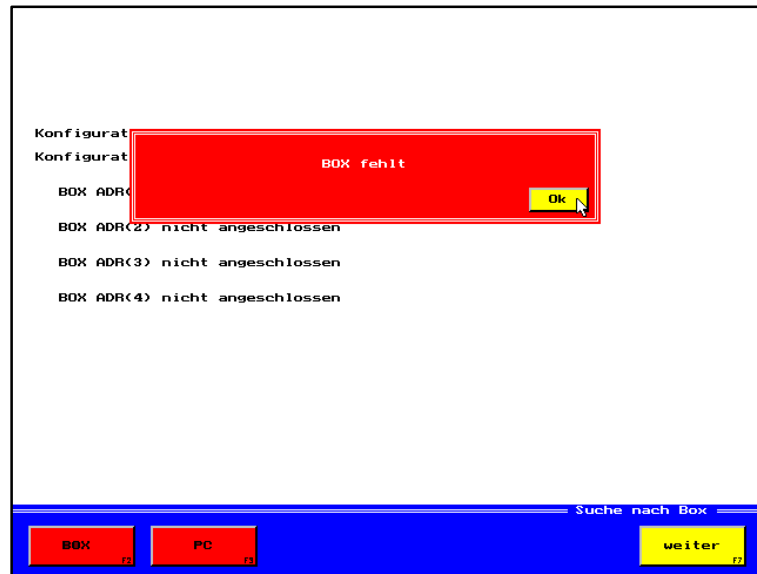 Konfigurat
Konfigurat
BOX fehlt
BOX ADR(
Ok
BOX ADR(2) nicht angeschlossen
BOX ADR(3) nicht angeschlossen
BOX ADR(4) nicht angeschlossen
Suche nach Box
BOX F2
PC F3
weiter F7